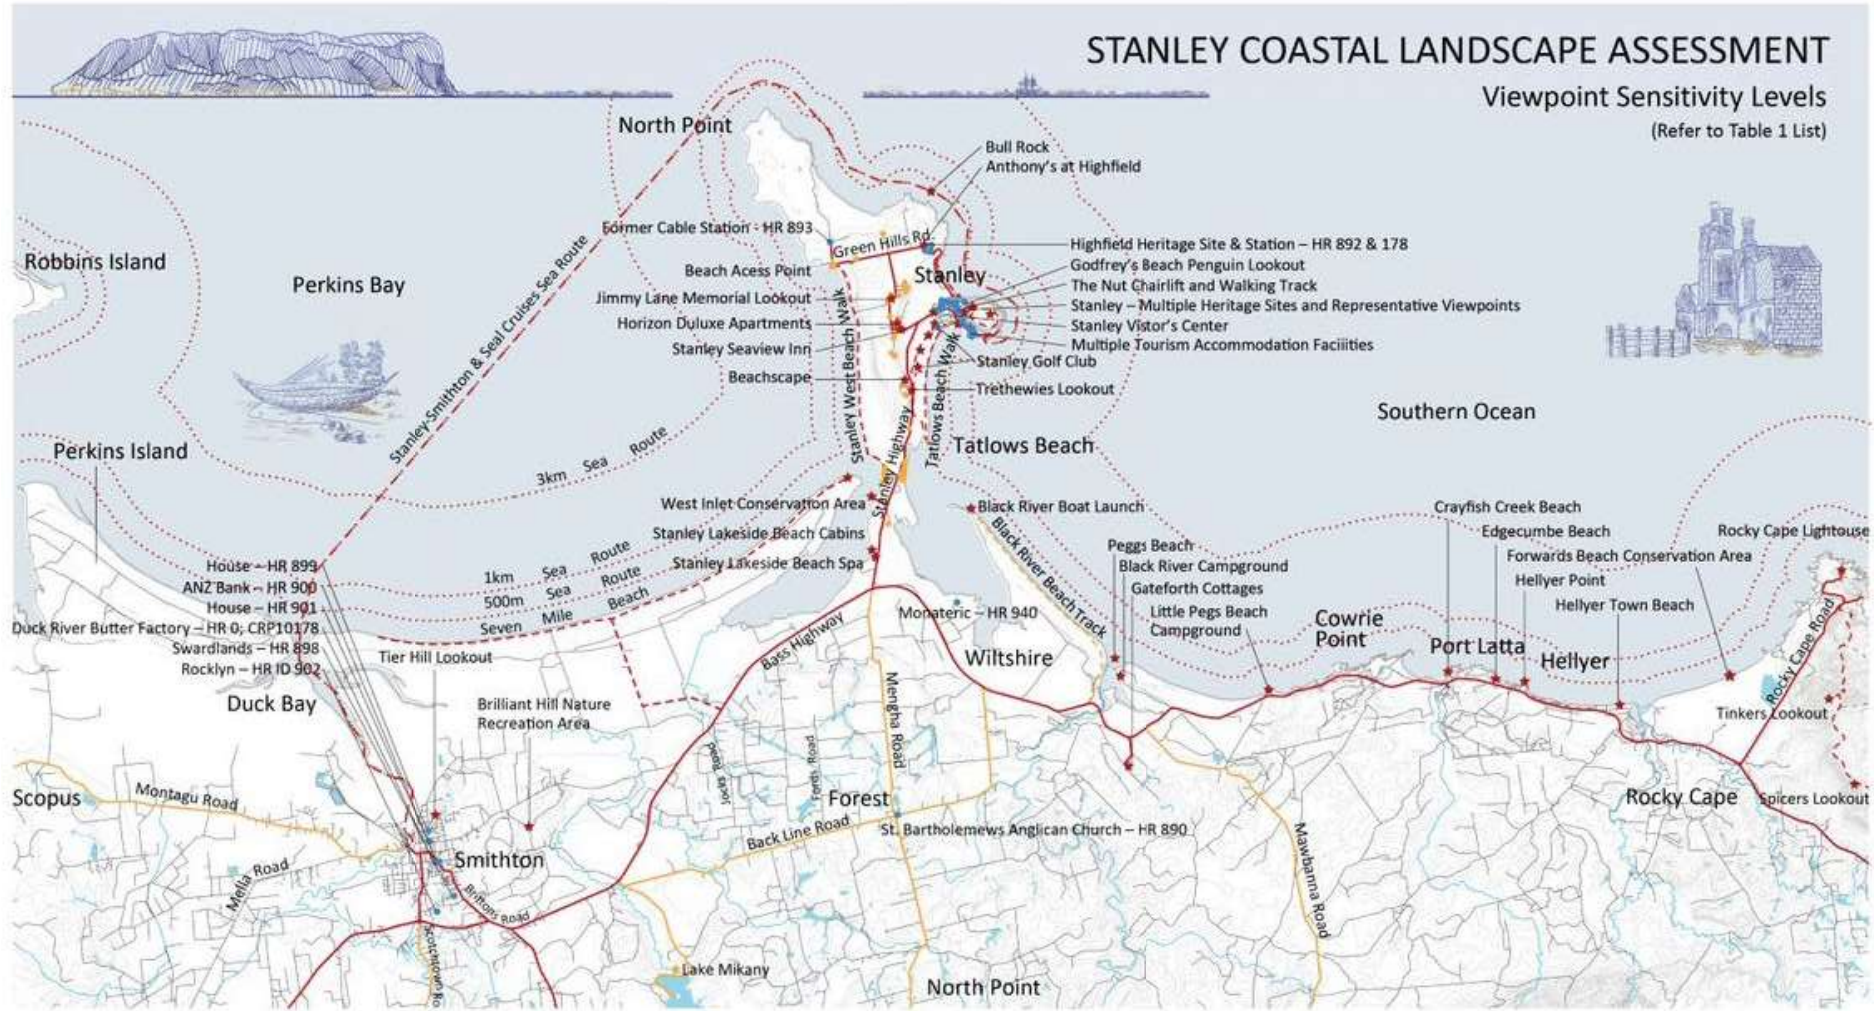 STANLEY COASTAL LANDSCAPE ASSESSMENT
Viewpoint Sensitivity Levels
(Refer to Table 1 List)
North Point
Bull Rock
Anthony's at Highfield
Former Cable Station - HR 893
Green Hills Rd.
Highfield Heritage Site & Station – HR 892 & 178
Robbins Island
Perkins Bay
Beach Acess Point
Stanley
Godfrey's Beach Penguin Lookout
The Nut Chairlift and Walking Track
Jimmy Lane Memorial Lookout
Stanley – Multiple Heritage Sites and Representative Viewpoints
Horizon Duluxe Apartments
Stanley Vistor's Center
Stanley Seaview Inn
Multiple Tourism Accommodation Faciiities
Stanley Golf Club
Beachscape
Trethewies Lookout
Stanley-Smithton & Seal Cruises Sea Route
Stanley West Beach Walk
Tatlows Beach Walk
Stanley Highway
Southern Ocean
Perkins Island
Tatlows Beach
3km Sea Route
West Inlet Conservation Area
Black River Boat Launch
Crayfish Creek Beach
Stanley Lakeside Beach Cabins
Edgecumbe Beach
Rocky Cape Lightouse
Peggs Beach
Forwards Beach Conservation Area
Stanley Lakeside Beach Spa
Black River Campground
House – HR 899
1km Sea Route
Hellyer Point
ANZ Bank – HR 900
Gateforth Cottages
500m Sea Route
Hellyer Town Beach
House – HR 901
Monateric – HR 940
Little Pegs Beach
Campground
Black River Beach Track
Duck River Butter Factory – HR 0; CRP10178
Seven Mile Beach
Cowrie
Point
Swardlands – HR 898
Bass Highway
Port Latta
Rocklyn – HR ID 902
Tier Hill Lookout
Wiltshire
Hellyer
Rocky Cape Road
Duck Bay
Brilliant Hill Nature
Recreation Area
Mengha Road
Tinkers Lookout
Jocks Road
Fords Road
Scopus
Montagu Road
Forest
Rocky Cape
Spicers Lookout
Back Line Road
St. Bartholemews Anglican Church – HR 890
Mawbanna Road
Smithton
Mella Road
Brittons Road
Scotchtown Ro
Lake Mikany
North Point